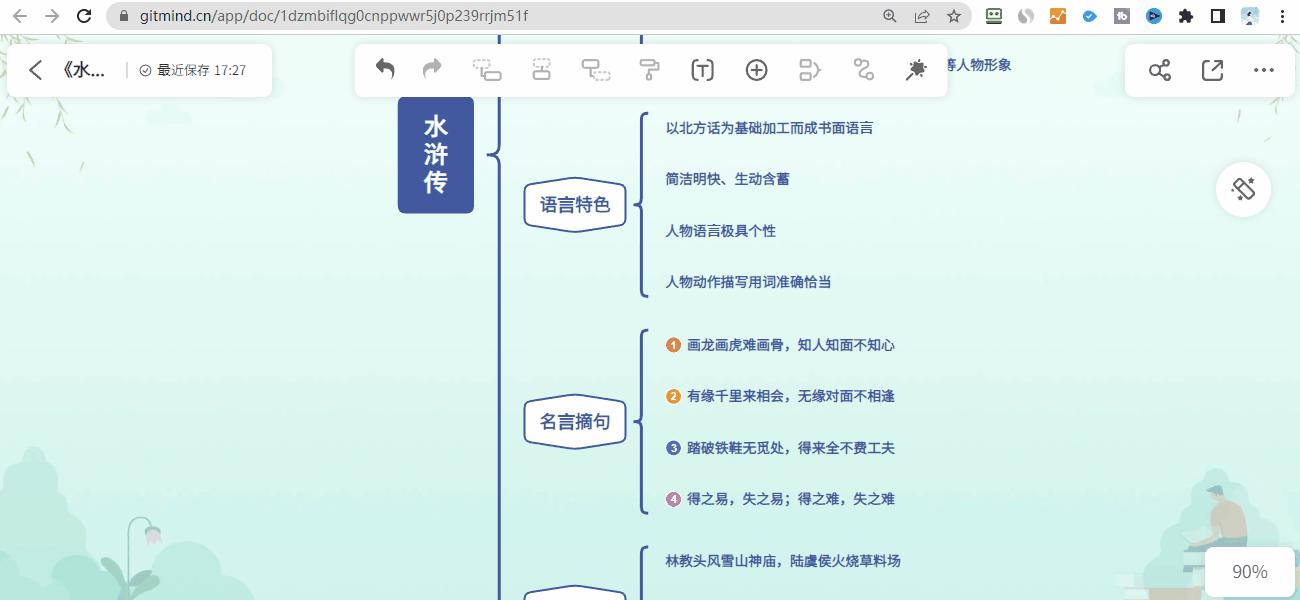 gitmind.cn/app/doc/1dzmbiflqg0cnppwwr5j0p239rrjm51f
《水... 最近保存 17:27
等人物形象
水浒传
以北方话为基础加工而成书面语言
简洁明快、生动含蓄
语言特色
人物语言极具个性
人物动作描写用词准确恰当
1 画龙画虎难画骨，知人知面不知心
2 有缘千里来相会，无缘对面不相逢
名言摘句
3 踏破铁鞋无觅处，得来全不费工夫
4 得之易，失之易；得之难，失之难
林教头风雪山神庙，陆虞侯火烧草料场
90%